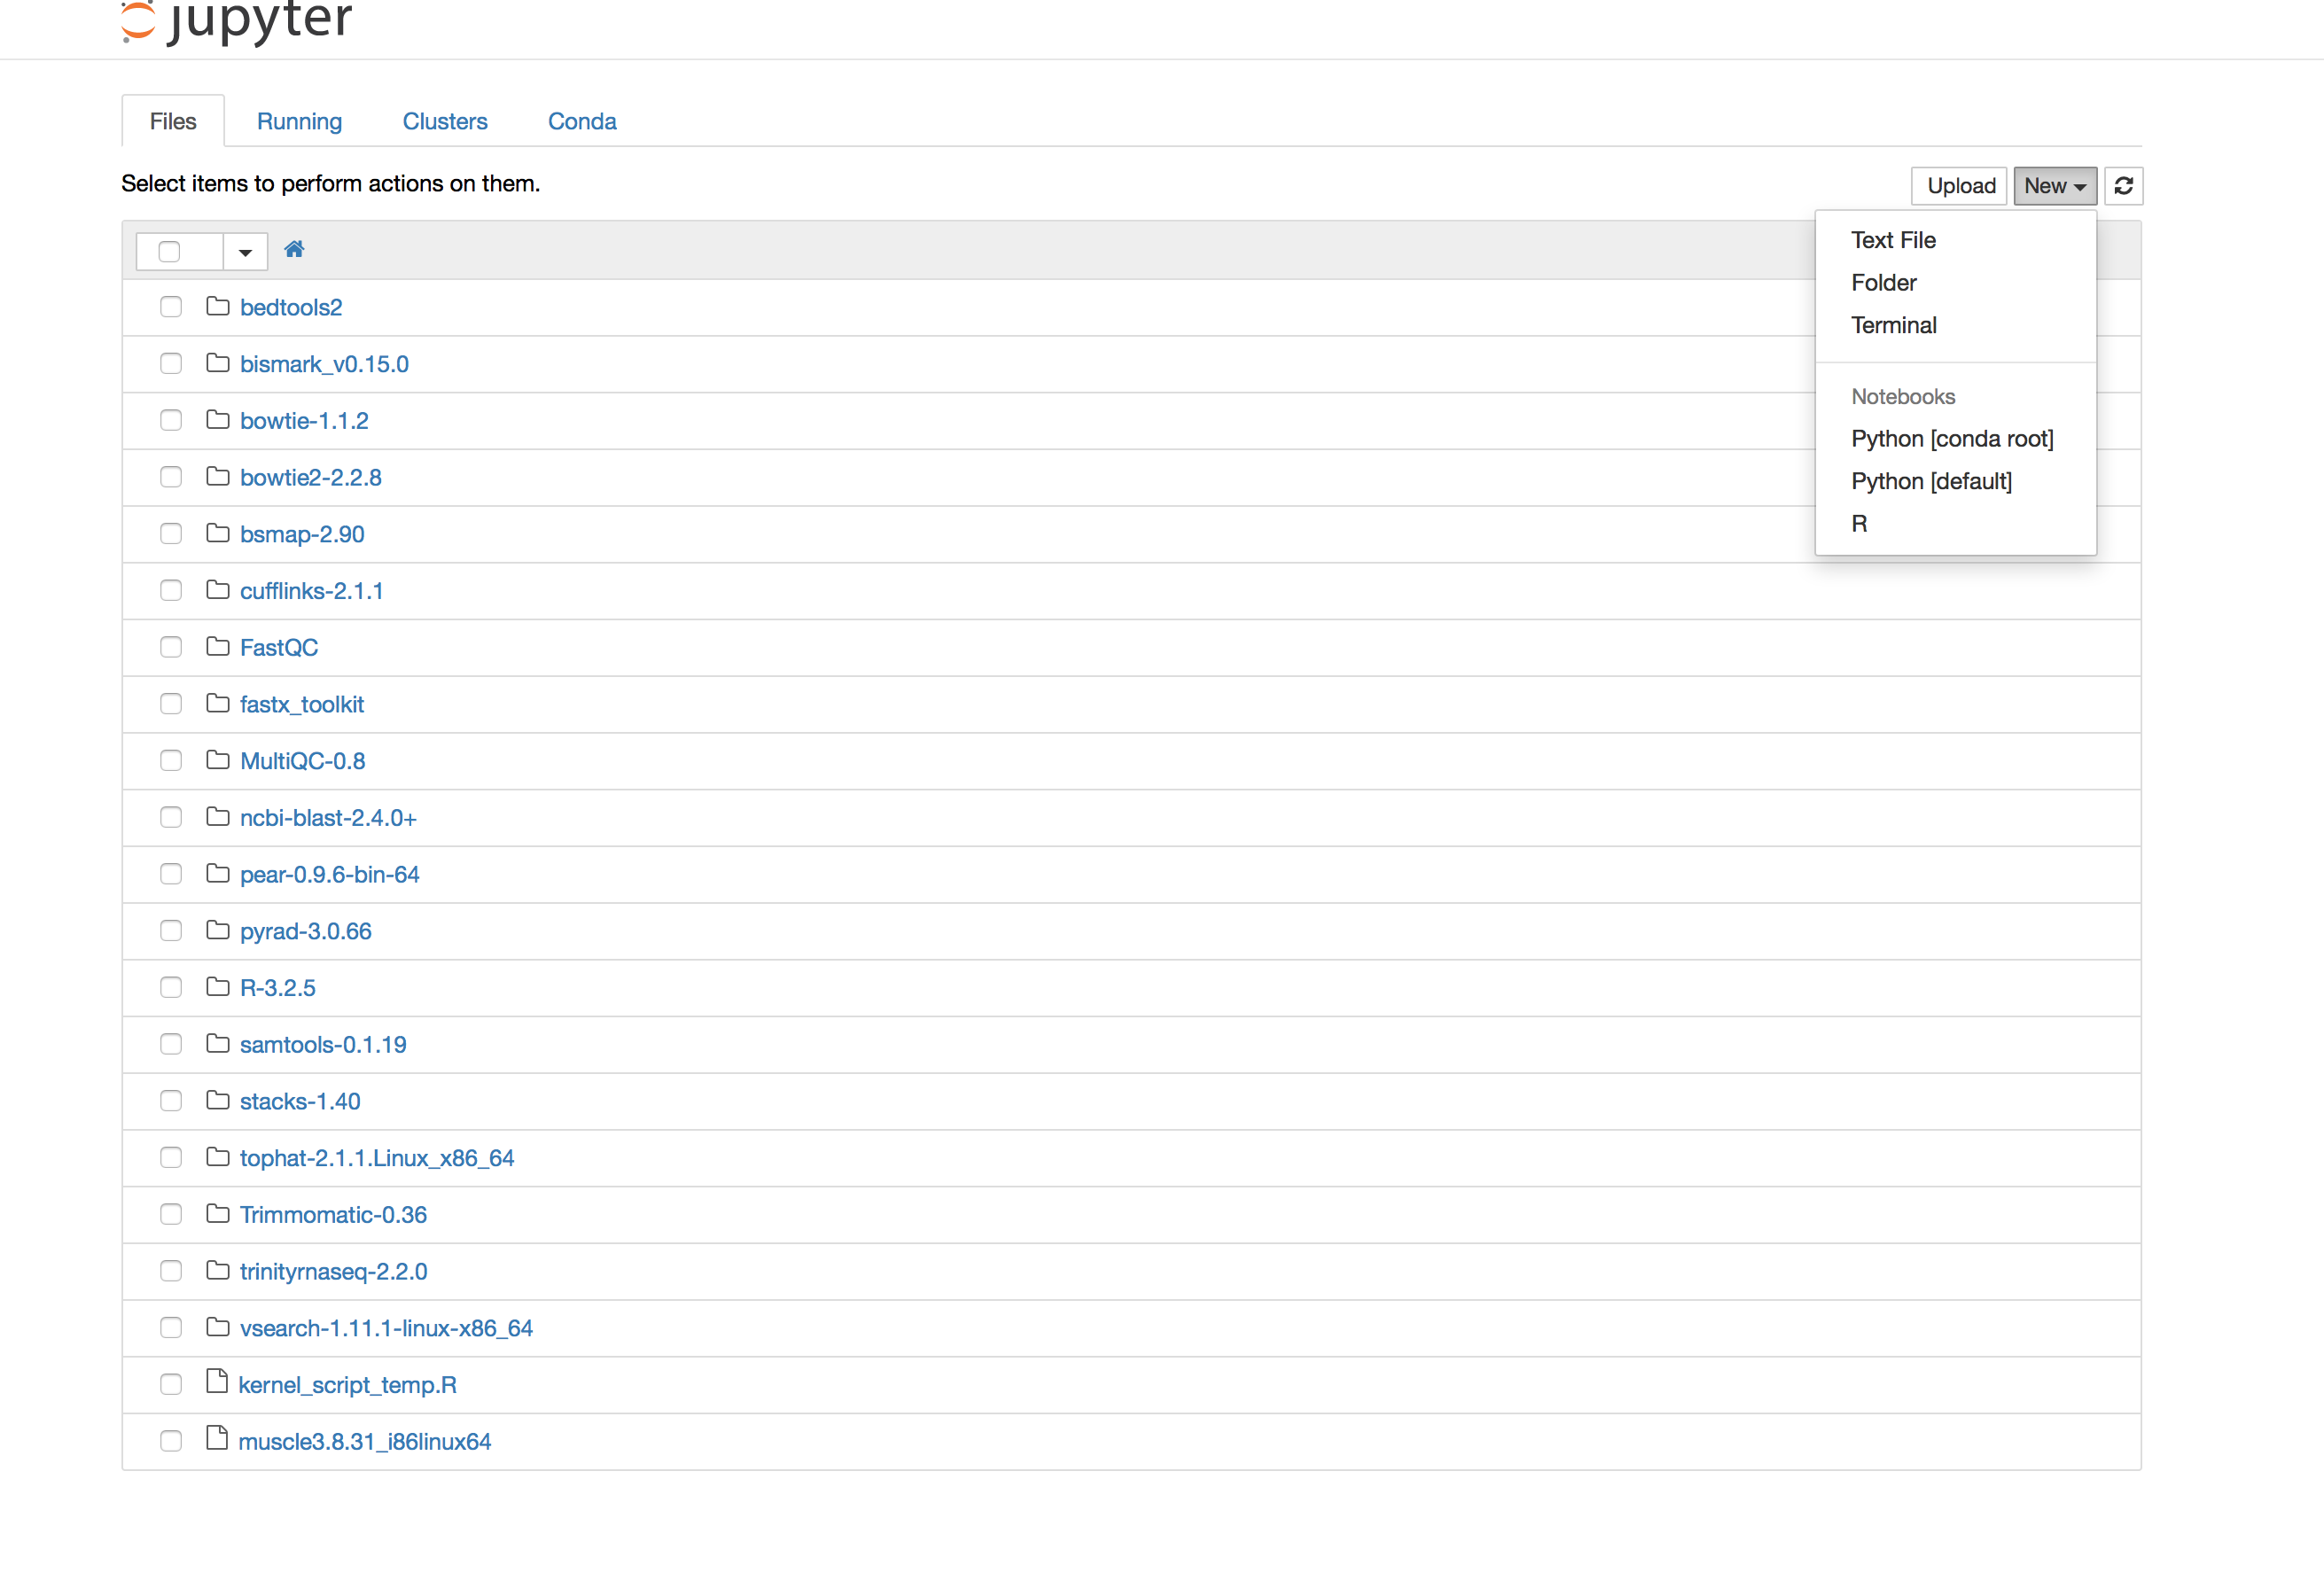 jupyter
Files Running Clusters Conda
Select items to perform actions on them.
Upload New
Text File
Folder
Terminal
Notebooks
Python [conda root]
Python [default]
R
bedtools2
bismark_v0.15.0
bowtie-1.1.2
bowtie2-2.2.8
bsmap-2.90
cufflinks-2.1.1
FastQC
fastx_toolkit
MultiQC-0.8
ncbi-blast-2.4.0+
pear-0.9.6-bin-64
pyrad-3.0.66
R-3.2.5
samtools-0.1.19
stacks-1.40
tophat-2.1.1.Linux_x86_64
Trimmomatic-0.36
trinityrnaseq-2.2.0
vsearch-1.11.1-linux-x86_64
kernel_script_temp.R
muscle3.8.31_i86linux64